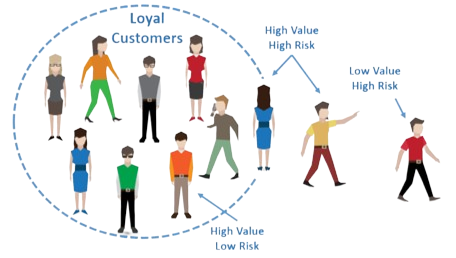 Loyal
Customers
High Value
High Risk
Low Value
High Risk
High Value
Low Risk